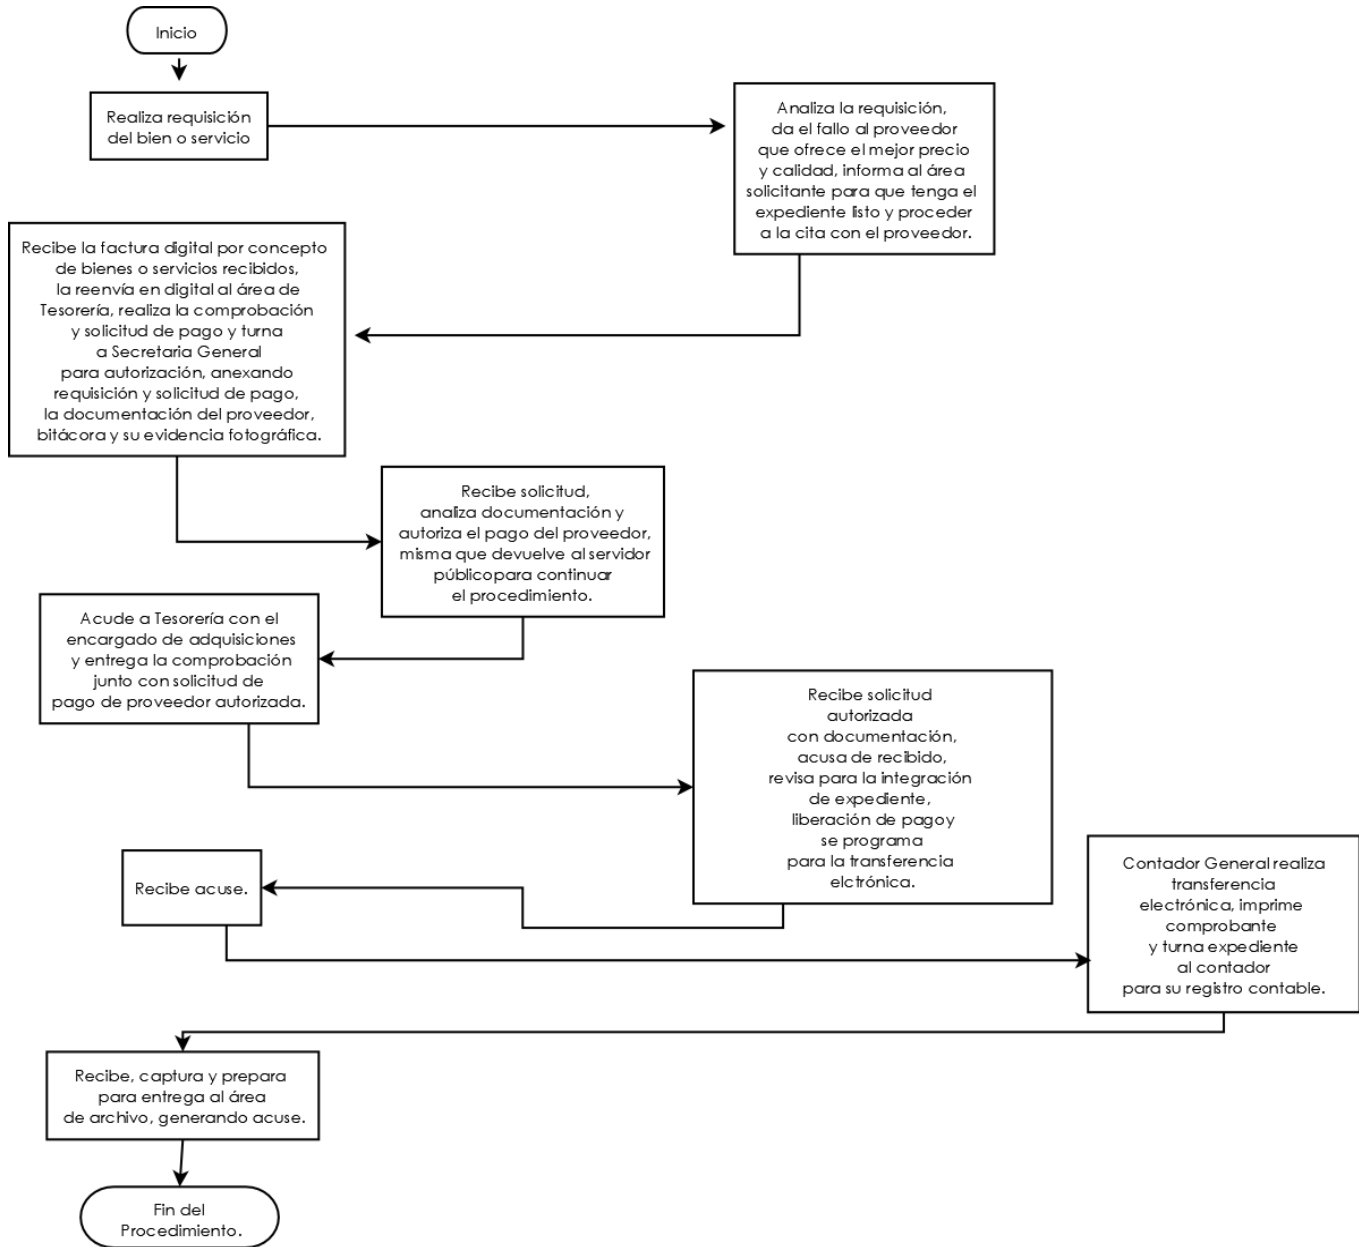 Inicio
Realiza requisición
del bien o servicio
Analiza la requisición,
da el fallo al proveedor
que ofrece el mejor precio
y calidad, informa al área
solicitante para que tenga el
expediente listo y proceder
a la cita con el proveedor.
Recibe la factura digital por concepto
de bienes o servicios recibidos,
la reenvía en digital al área de
Tesorería, realiza la comprobación
y solicitud de pago y turna
a Secretaria General
para autorización, anexando
requisición y solicitud de pago,
la documentación del proveedor,
bitácora y su evidencia fotográfica.
Recibe solicitud,
analiza documentación y
autoriza el pago del proveedor,
misma que devuelve al servidor
públicopara continuar
el procedimiento.
Acude a Tesorería con el
encargado de adquisiciones
y entrega la comprobación
junto con solicitud de
pago de proveedor autorizada.
Recibe solicitud
autorizada
con documentación,
acusa de recibido,
revisa para la integración
de expediente,
liberación de pagoy
se programa
para la transferencia
elctrónica.
Recibe acuse.
Contador General realiza
transferencia
electrónica, imprime
comprobante
y turna expediente
al contador
para su registro contable.
Recibe, captura y prepara
para entrega al área
de archivo, generando acuse.
Fin del
Procedimiento.